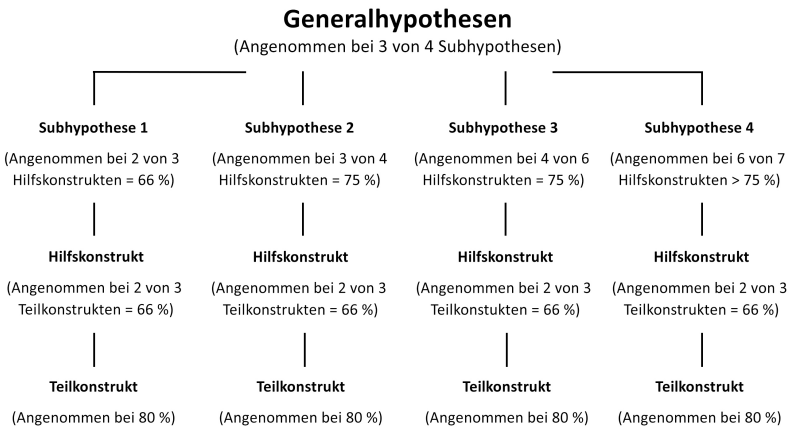 Generalhypothesen
(Angenommen bei 3 von 4 Subhypothesen)
Subhypothese 1
(Angenommen bei 2 von 3
Hilfskonstrukten = 66 %)
Hilfskonstrukt
(Angenommen bei 2 von 3
Teilkonstrukten = 66 %)
Teilkonstrukt
(Angenommen bei 80 %)
Subhypothese 2
(Angenommen bei 3 von 4
Hilfskonstrukten = 75 %)
Hilfskonstrukt
(Angenommen bei 2 von 3
Teilkonstrukten = 66 %)
Teilkonstrukt
(Angenommen bei 80 %)
Subhypothese 3
(Angenommen bei 4 von 6
Hilfskonstrukten = 75 %)
Hilfskonstrukt
(Angenommen bei 2 von 3
Teilkonstukten = 66 %)
Teilkonstrukt
(Angenommen bei 80 %)
Subhypothese 4
(Angenommen bei 6 von 7
Hilfskonstrukten > 75 %)
Hilfskonstrukt
(Angenommen bei 2 von 3
Teilkonstrukten = 66 %)
Teilkonstrukt
(Angenommen bei 80 %)